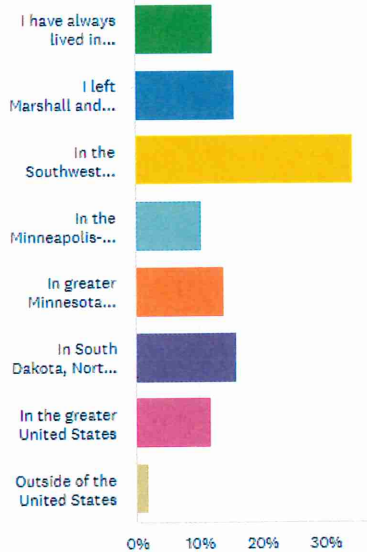 I have always
lived in...
I left
Marshall and...
In the
Southwest...
In the
Minneapolis-...
In greater
Minnesota...
In South
Dakota, Nort...
In the greater
United States
Outside of the
United States
0% 10% 20% 30%